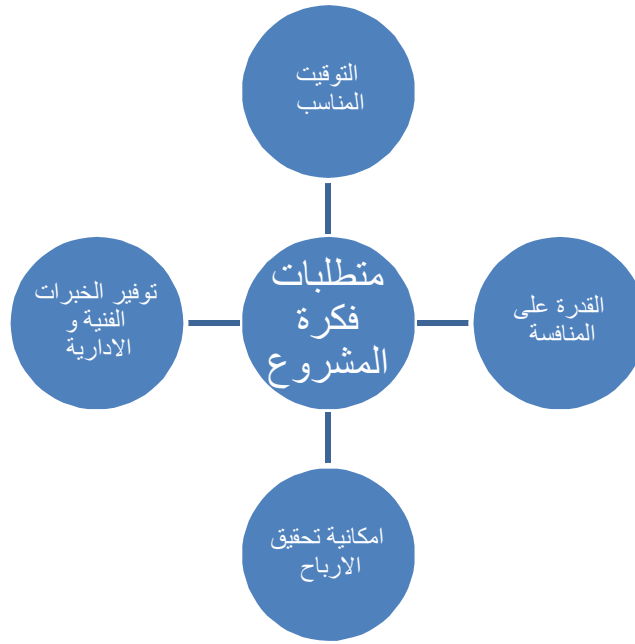 التوقيت
المناسب
توفير الخبرات
الفنية و
الادارية
متطلبات
فكرة
المشروع
القدرة على
المنافسة
امكانية تحقيق
الارباح